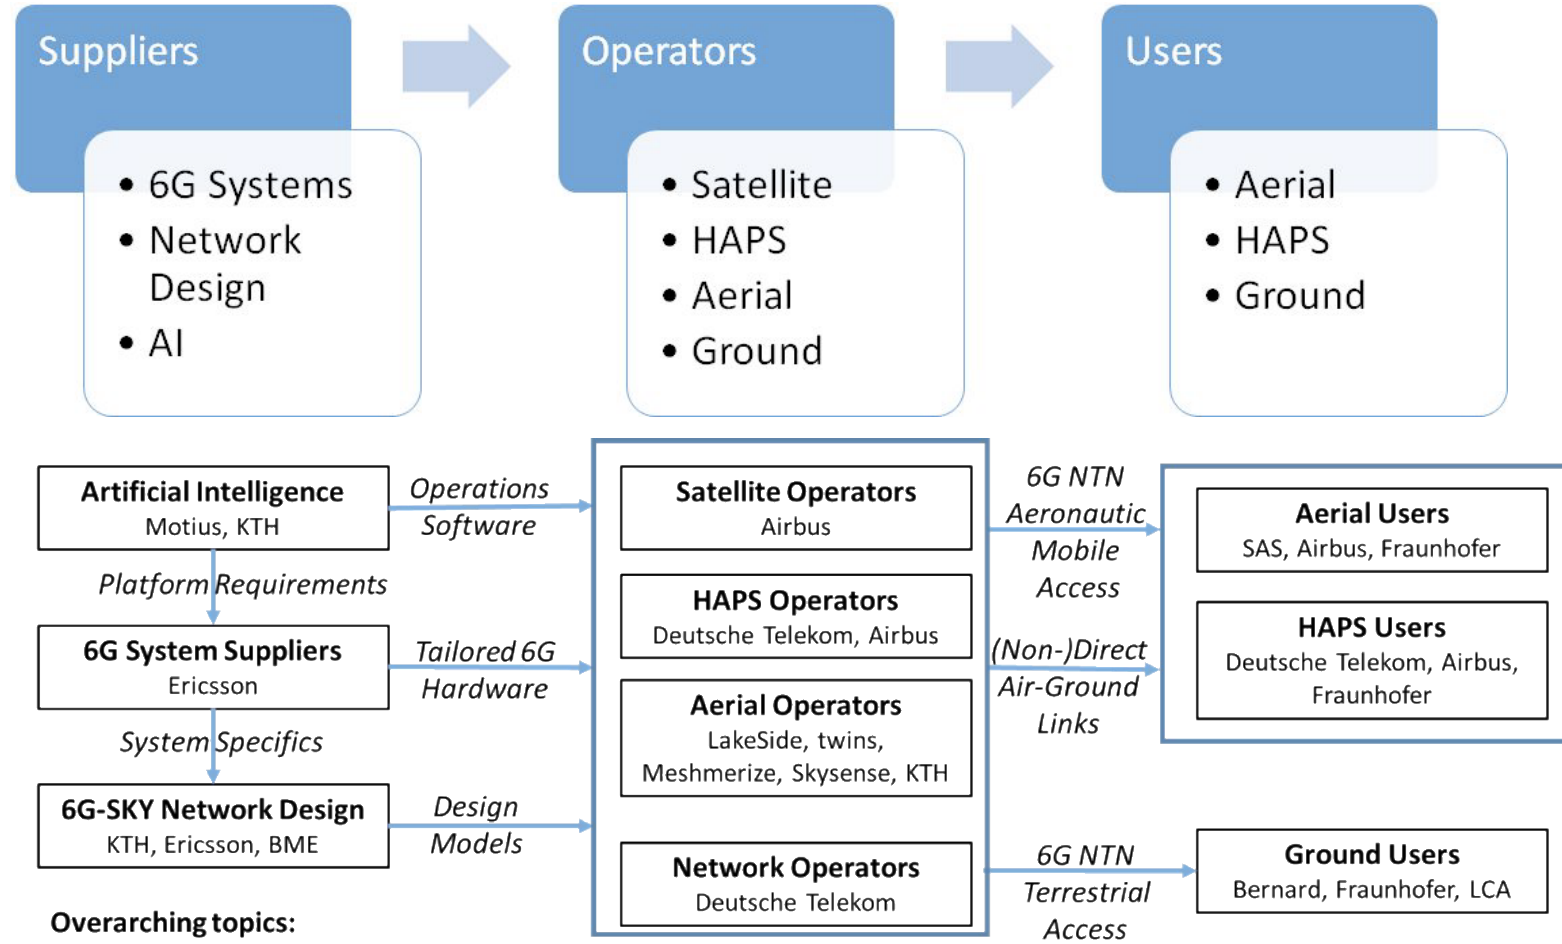 Suppliers
• 6G Systems
• Network
Design
• AI
Operators
• Satellite
• HAPS
• Aerial
• Ground
Users
• Aerial
• HAPS
• Ground
Artificial Intelligence
Motius, KTH
Operations
Software
Platform Requirements
6G System Suppliers
Ericsson
Tailored 6G
Hardware
System Specifics
6G-SKY Network Design
KTH, Ericsson, BME
Design
Models
Overarching topics:
Satellite Operators
Airbus
HAPS Operators
Deutsche Telekom, Airbus
Aerial Operators
LakeSide, twins,
Meshmerize, Skysense, KTH
Network Operators
Deutsche Telekom
6G NTN
Aeronautic
Mobile
Access
(Non-)Direct
Air-Ground
Links
6G NTN
Terrestrial
Access
Aerial Users
SAS, Airbus, Fraunhofer
HAPS Users
Deutsche Telekom, Airbus,
Fraunhofer
Ground Users
Bernard, Fraunhofer, LCA